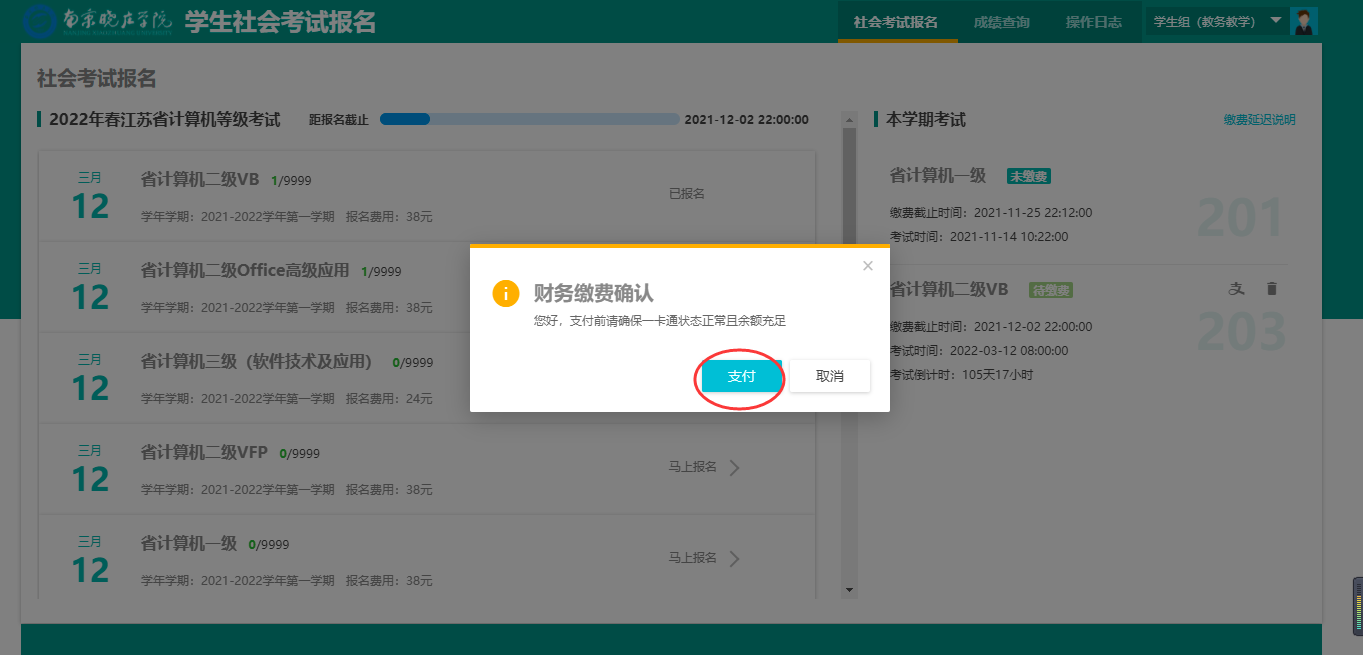 南京晓庄学院 学生社会考试报名 社会考试报名 成绩查询 操作日志 学生组（教务教学）
社会考试报名
2022年春江苏省计算机等级考试 距报名截止 2021-12-02 22:00:00
三月
12
省计算机二级VB 1/9999
学年学期：2021-2022学年第一学期 报名费用：38元
已报名
三月
12
省计算机二级Office高级应用 1/9999
学年学期：2021-2022学年第一学期 报名费用：38元
三月
12
省计算机三级（软件技术及应用） 0/9999
学年学期：2021-2022学年第一学期 报名费用：24元
三月
12
省计算机二级VFP 0/9999
学年学期：2021-2022学年第一学期 报名费用：38元
马上报名
三月
12
省计算机一级 0/9999
学年学期：2021-2022学年第一学期 报名费用：38元
马上报名
本学期考试 缴费延迟说明
省计算机一级 未缴费
缴费截止时间：2021-11-25 22:12:00
考试时间：2021-11-14 10:22:00
201
省计算机二级VB 待缴费 支
缴费截止时间：2021-12-02 22:00:00
考试时间：2022-03-12 08:00:00
考试倒计时：105天17小时
203
财务缴费确认
您好，支付前请确保一卡通状态正常且余额充足
支付 取消